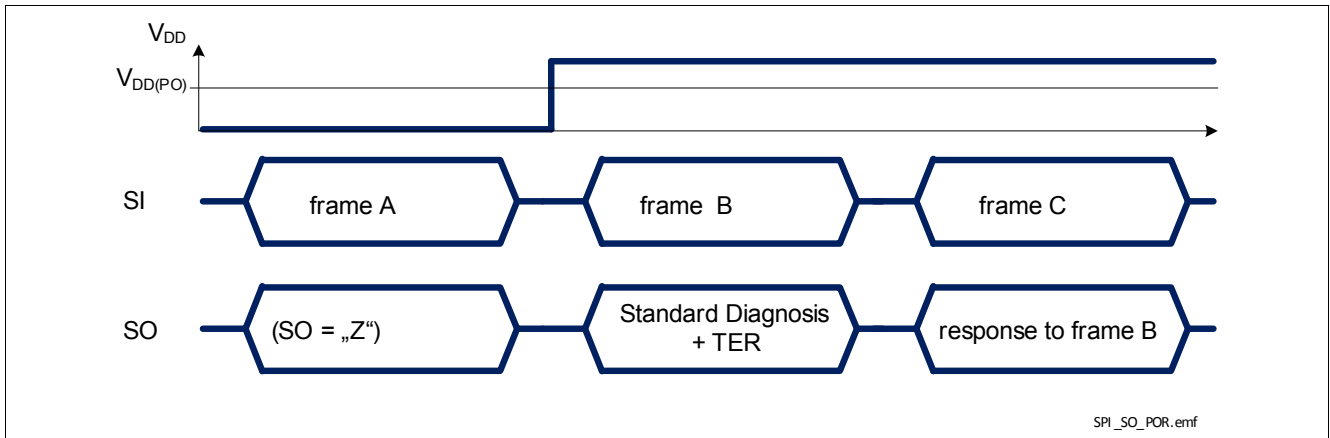 VDD
VDD(PO)
SI
frame A
frame B
frame C
SO
(SO = „Z“)
Standard Diagnosis
+ TER
response to frame B
SPI_SO_POR.emf